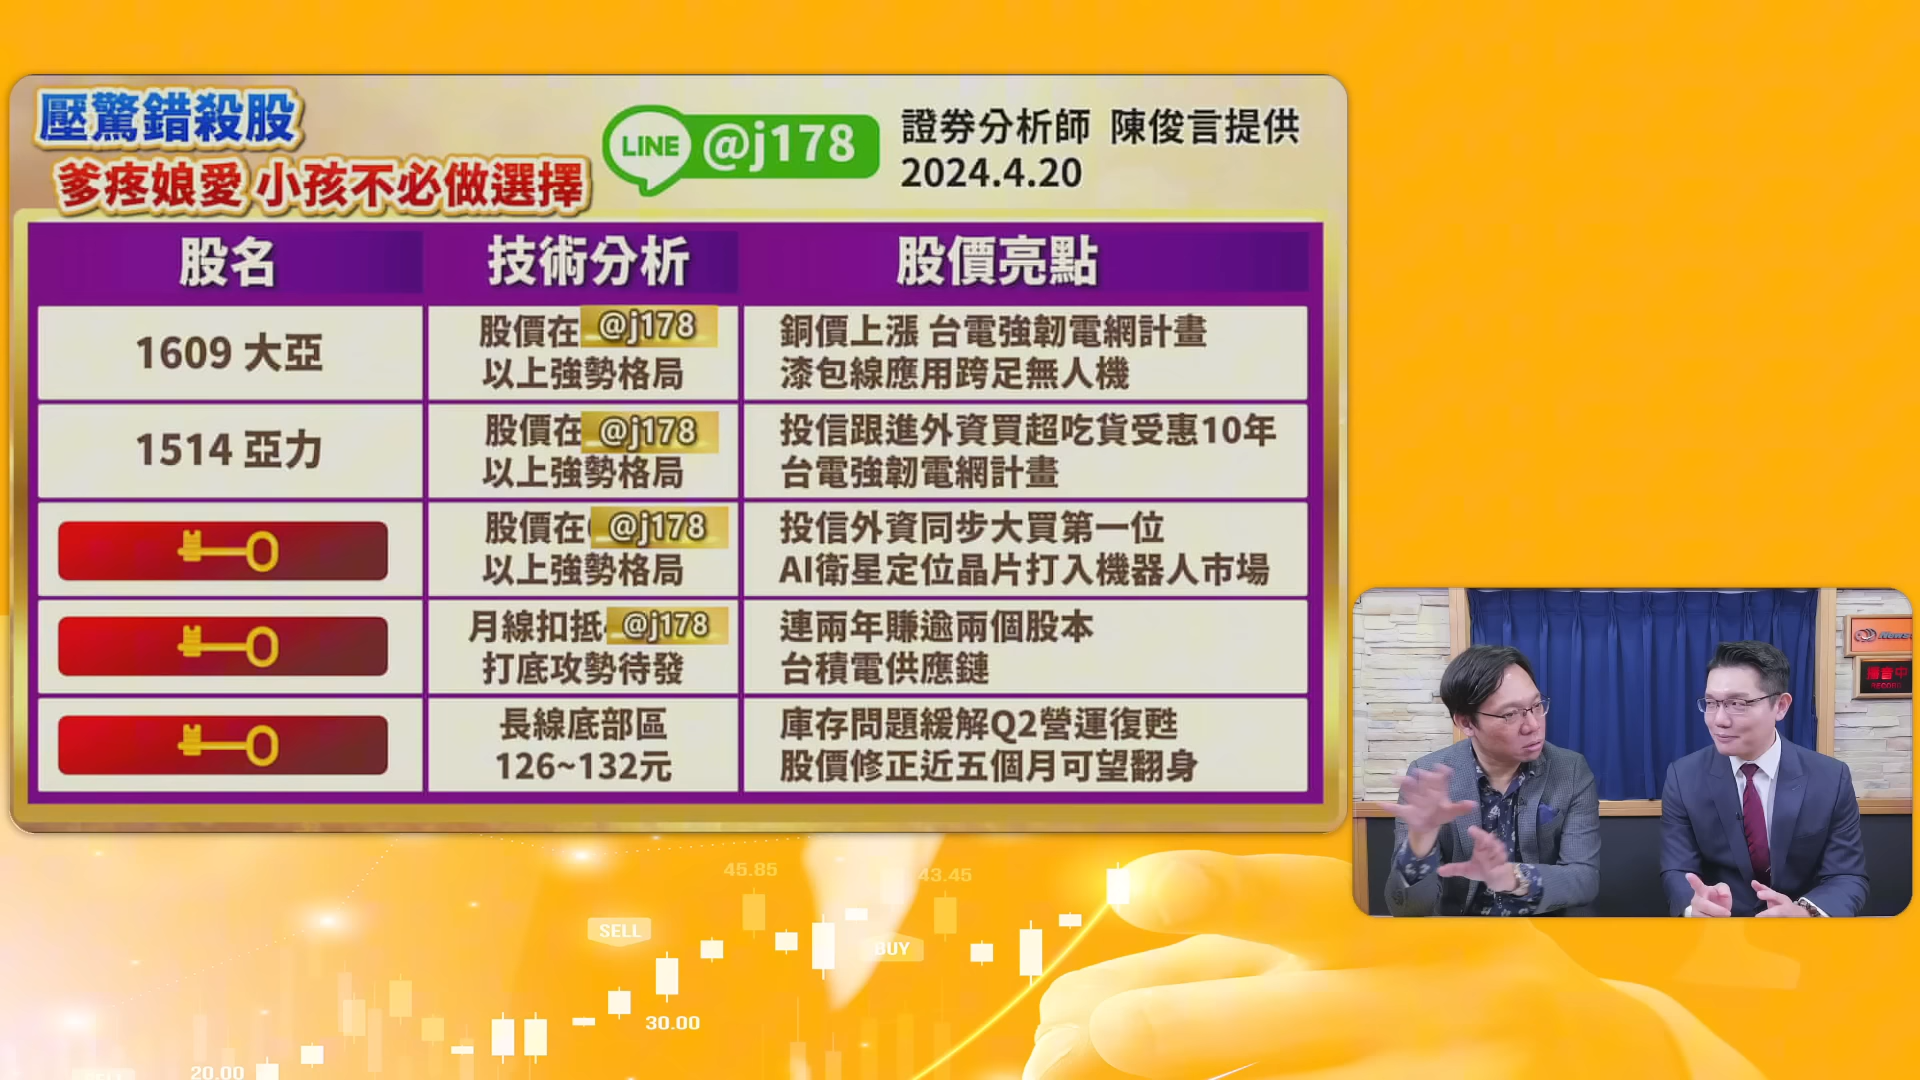 壓驚錯殺股
爹疼娘愛 小孩不必做選擇
LINE @j178
證券分析師 陳俊言提供
2024.4.20
股名 技術分析 股價亮點
1609 大亞
股價在 @j178
以上強勢格局
銅價上漲 台電強韌電網計畫
漆包線應用跨足無人機
1514 亞力
股價在 @j178
以上強勢格局
投信跟進外資買超吃貨受惠10年
台電強韌電網計畫
股價在 @j178
以上強勢格局
投信外資同步大買第一位
AI衛星定位晶片打入機器人市場
月線扣抵 @j178
打底攻勢待發
連兩年賺逾兩個股本
台積電供應鏈
長線底部區
126~132元
庫存問題緩解Q2營運復甦
股價修正近五個月可望翻身
45.85
43.45
SELL
BUY
30.00
20.00
SELL